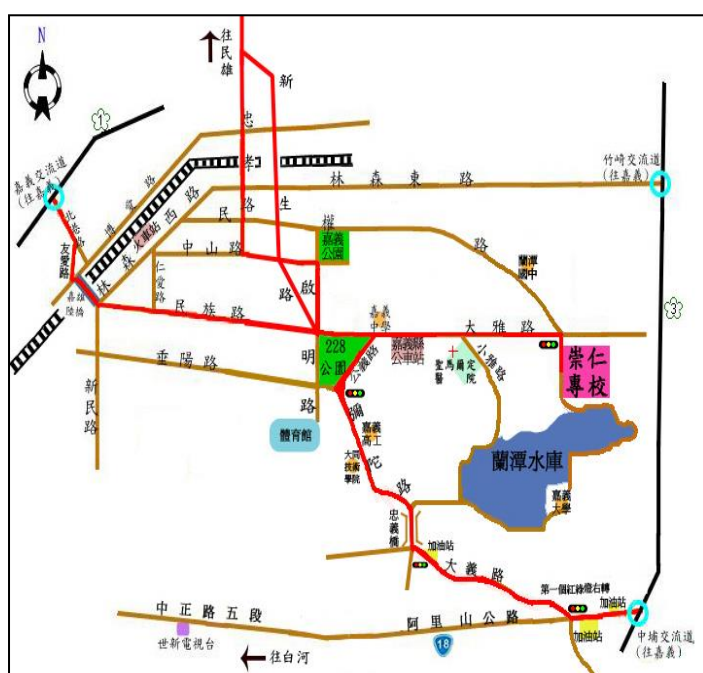 N
往民雄
新
忠
1
孝
嘉義交流道
(往嘉義)
竹崎交流道
(往嘉義)
博愛路
林森東路
北港路
火車站
林森西路
民
生
權
路
路
友愛路
中山路
嘉義
公園
蘭潭
國中
啟
仁愛路
嘉雄
陸橋
民族路
路
嘉義
中學
大雅路
3
228
公園
公義路
嘉義縣
公車站
聖馬爾定
醫院
小雅路
崇仁
專校
垂陽路
明
路
新民路
體育館
彌陀路
嘉義
高工
大同
技術
學院
蘭潭水庫
嘉義
大學
忠義橋
加油站
大義路
第一個紅綠燈右轉
加油站
中正路五段
阿里山公路
18
加油站
中埔交流道
(往嘉義)
世新電視台
往白河